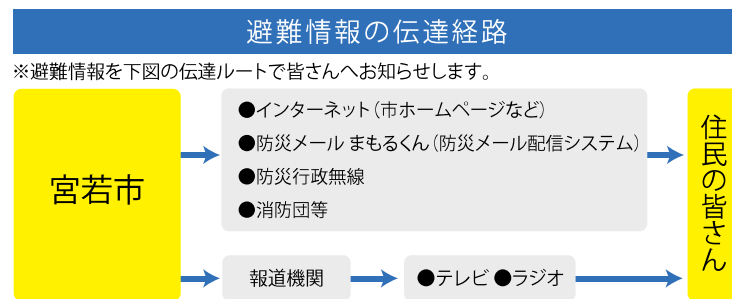 避難情報の伝達経路
※避難情報を下図の伝達ルートで皆さんへお知らせします。
宮若市
●インターネット（市ホームページなど）
●防災メール まもるくん（防災メール配信システム）
●防災行政無線
●消防団等
報道機関
●テレビ ●ラジオ
住民の皆さん